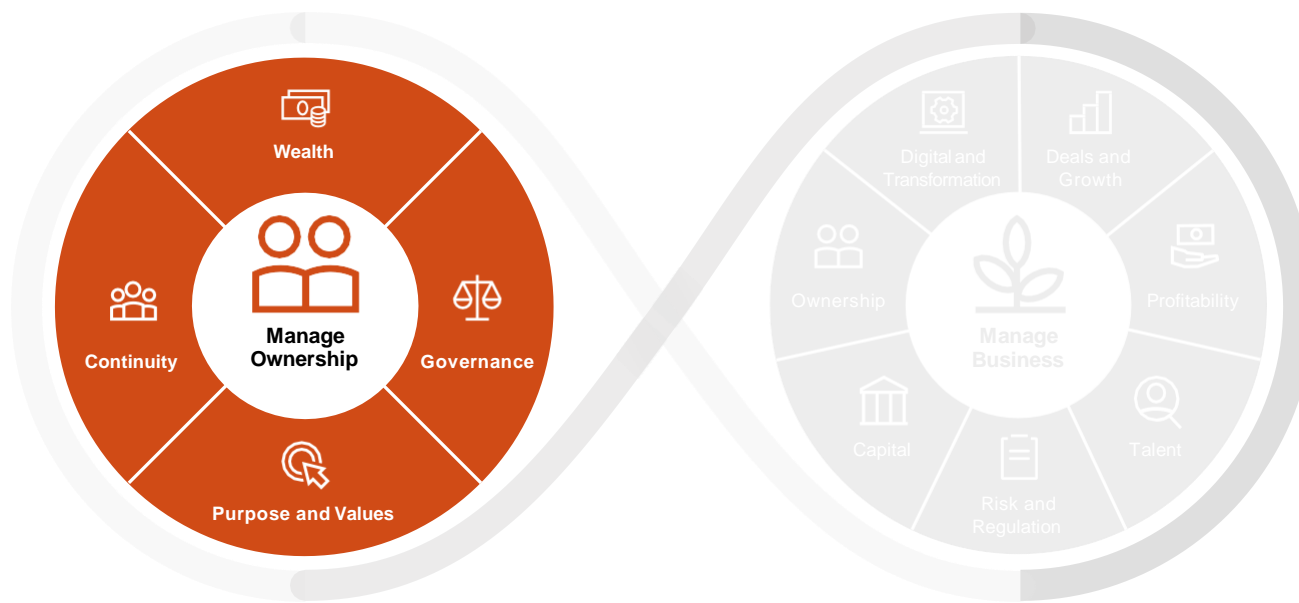 Wealth
Manage
Ownership
Continuity
Governance
Purpose and Values
Digital and
Transformation
Deals and
Growth
Ownership
Profitability
Manage
Business
Capital
Talent
Risk and
Regulation